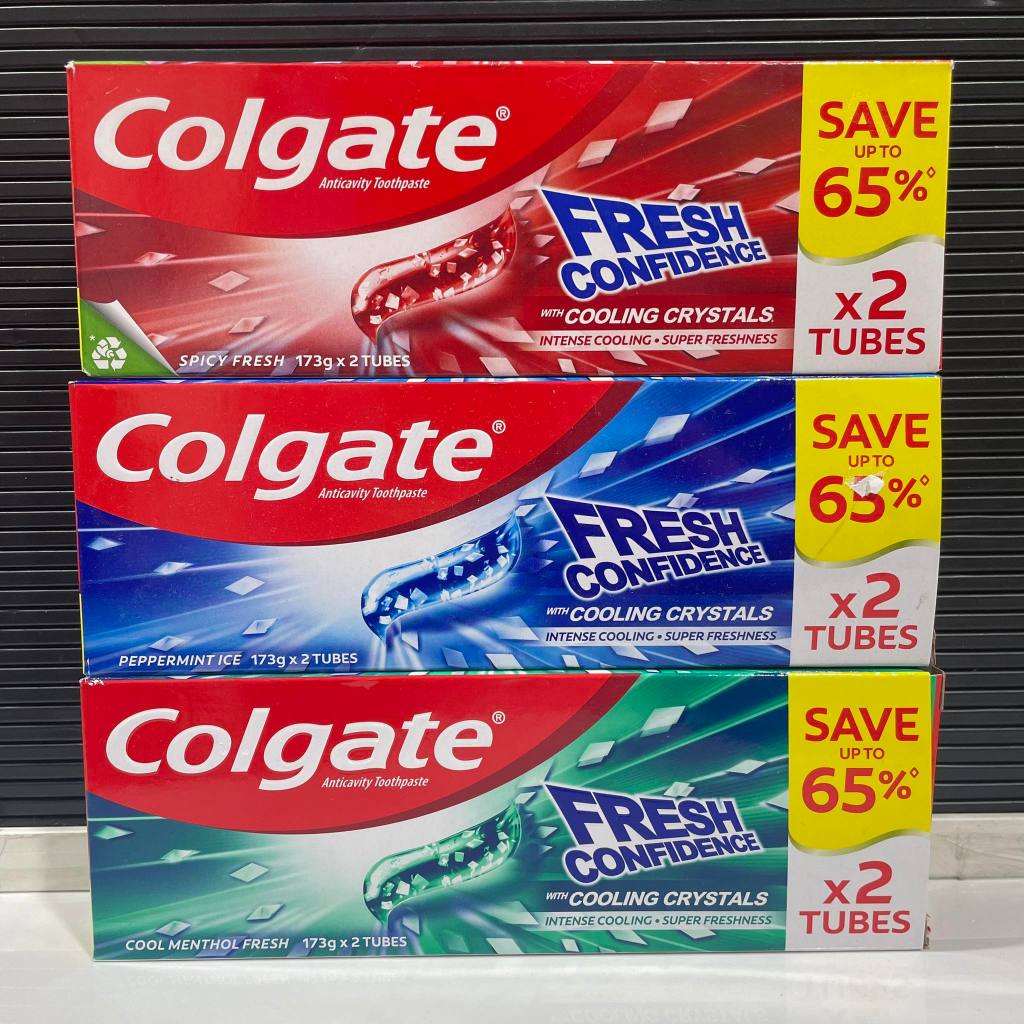 Colgate®
Anticavity Toothpaste
FRESH
CONFIDENCE
WITH COOLING CRYSTALS
INTENSE COOLING • SUPER FRESHNESS
*
SPICY FRESH 173g x 2 TUBES
SAVE
UP TO
65%◊
x2
TUBES
Colgate®
Anticavity Toothpaste
FRESH
CONFIDENCE
WITH COOLING CRYSTALS
INTENSE COOLING • SUPER FRESHNESS
PEPPERMINT ICE 173g x 2 TUBES
SAVE
UP TO
65%◊
x2
TUBES
Colgate®
Anticavity Toothpaste
FRESH
CONFIDENCE
WITH COOLING CRYSTALS
INTENSE COOLING • SUPER FRESHNESS
COOL MENTHOL FRESH 173g x 2 TUBES
SAVE
UP TO
65%◊
x2
TUBES